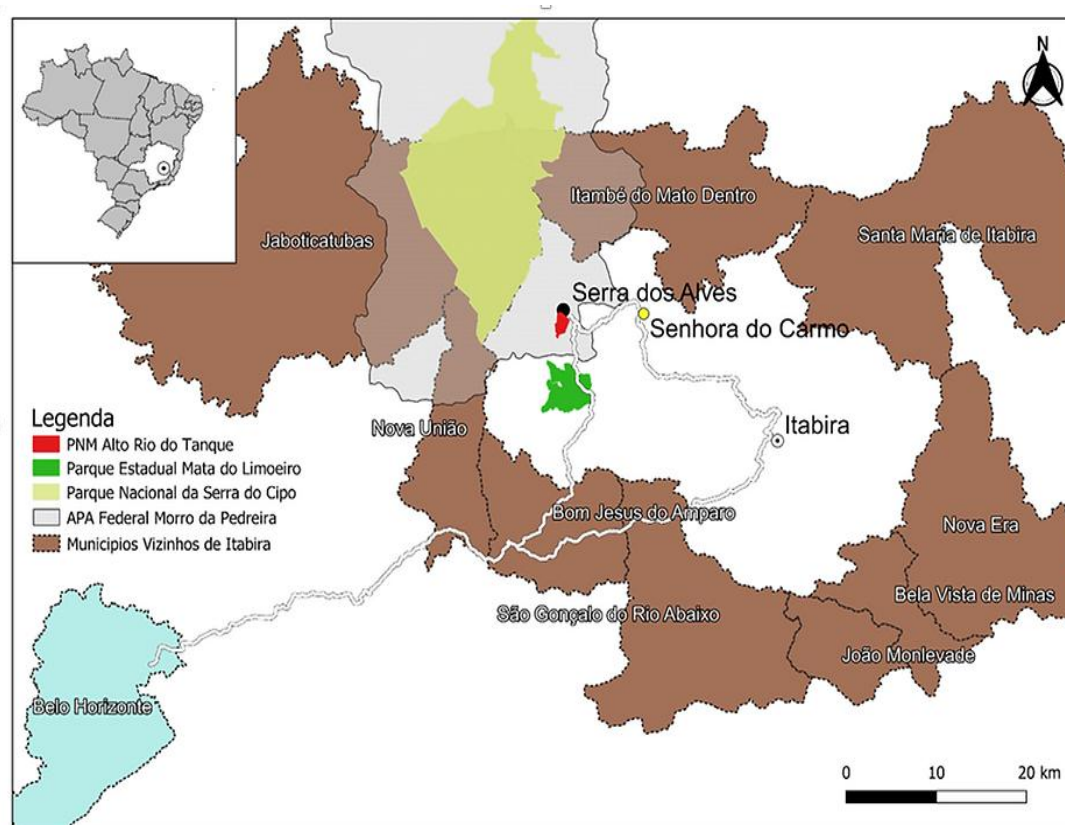 N
Itambé do Mato Dentro
Jaboticatubas
Santa Maria de Itabira
Serra dos Alves
Senhora do Carmo
Itabira
Nova União
Legenda
PNM Alto Rio do Tanque
Parque Estadual Mata do Limoeiro
Parque Nacional da Serra do Cipo
APA Federal Morro da Pedreira
Municipios Vizinhos de Itabira
Bom Jesus do Amparo
Nova Era
Bela Vista de Minas
São Gonçalo do Rio Abaixo
João Monlevade
Belo Horizonte
0 10 20 km